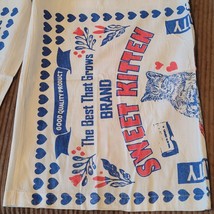 GOOD QUALITY PRODUCT
The Best That Grows
BRAND
SWEET KITTEN